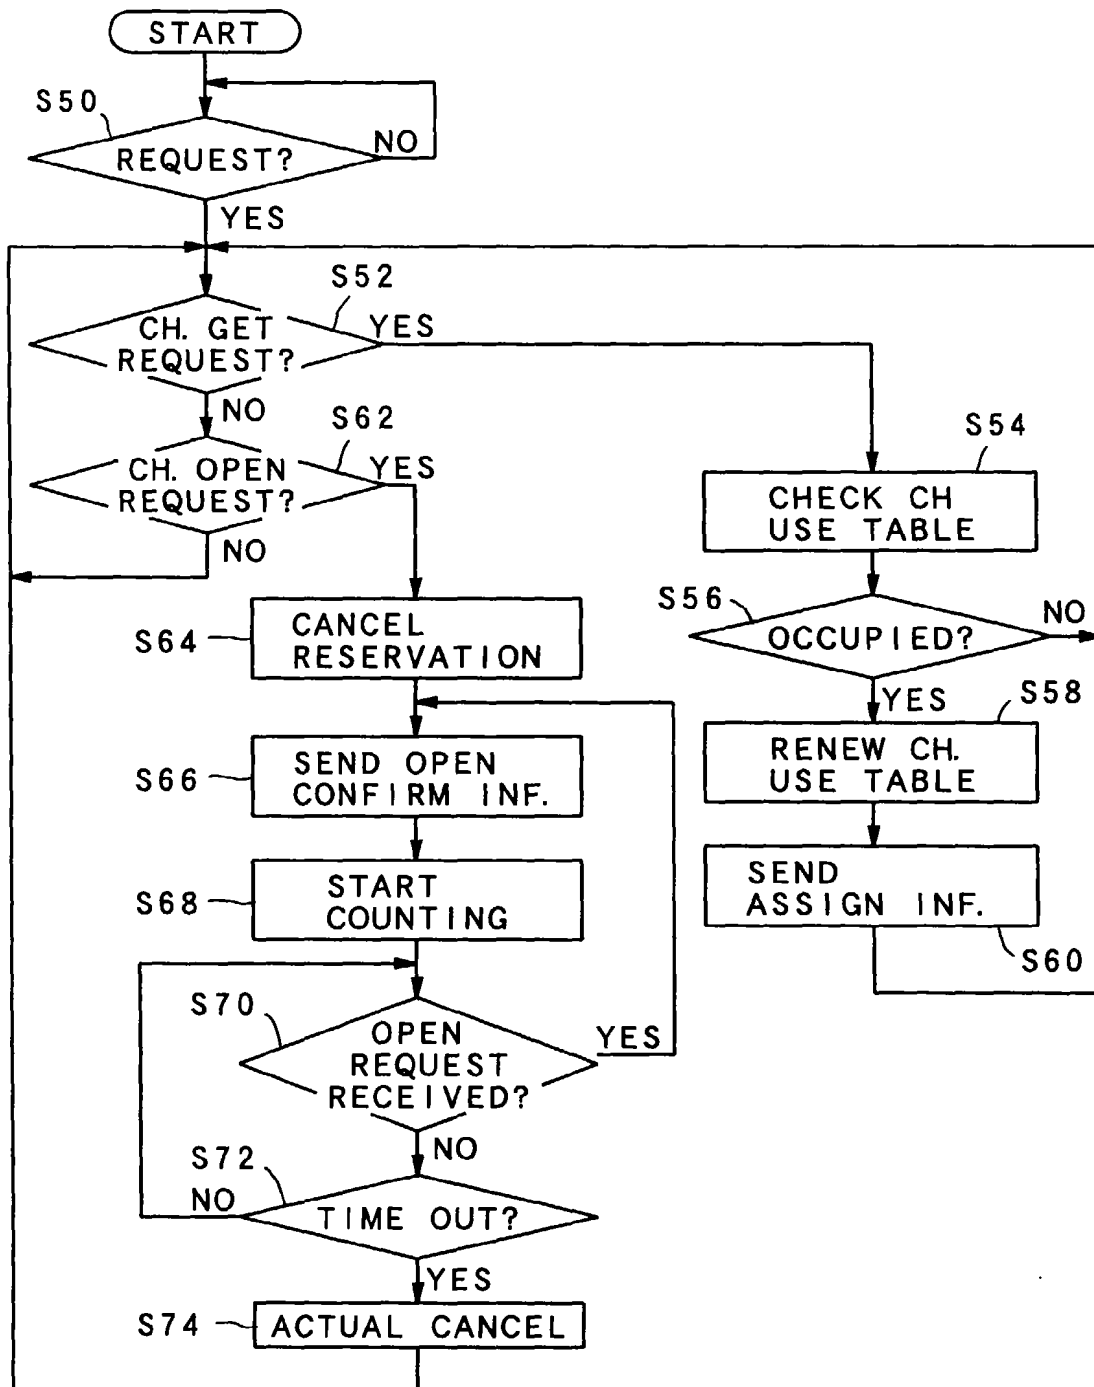 START
S50
REQUEST?
NO
YES
S52
CH. GET
REQUEST?
YES
NO
S62
CH. OPEN
REQUEST?
YES
NO
S54
CHECK CH
USE TABLE
S56
OCCUPIED?
NO
YES
S58
RENEW CH.
USE TABLE
SEND
ASSIGN INF.
S60
S64
CANCEL
RESERVATION
S66
SEND OPEN
CONFIRM INF.
S68
START
COUNTING
S70
OPEN
REQUEST
RECEIVED?
YES
NO
S72
NO
TIME OUT?
YES
S74
ACTUAL CANCEL